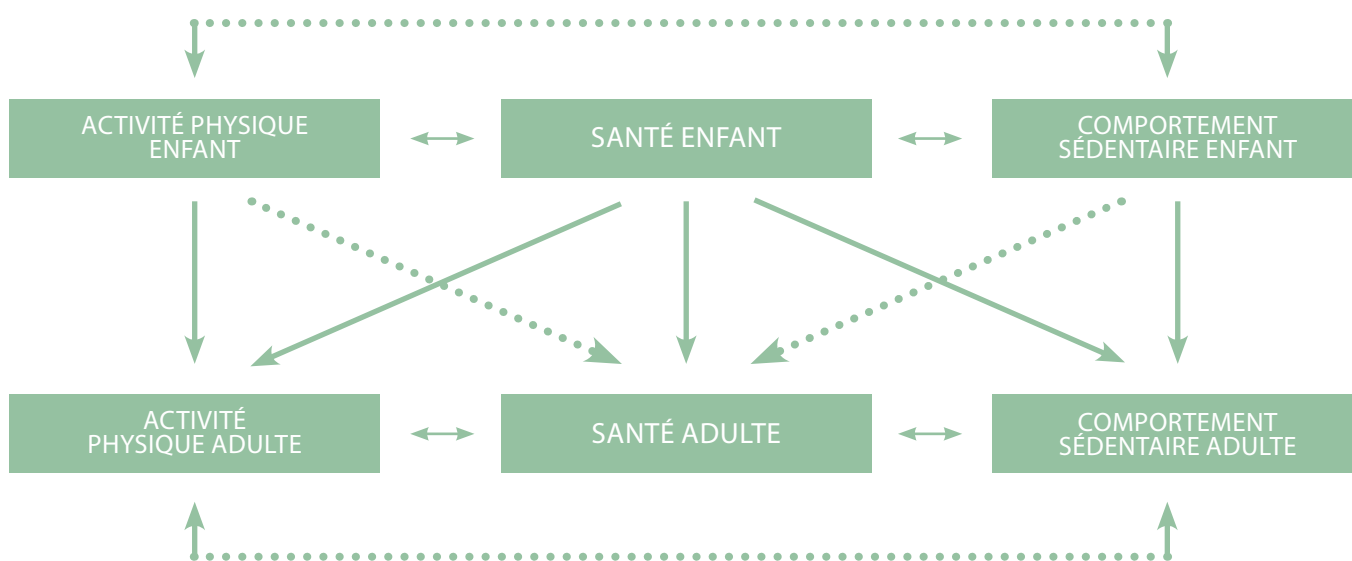 ACTIVITÉ PHYSIQUE
ENFANT
SANTÉ ENFANT
COMPORTEMENT
SÉDENTAIRE ENFANT
ACTIVITÉ
PHYSIQUE ADULTE
SANTÉ ADULTE
COMPORTEMENT
SÉDENTAIRE ADULTE